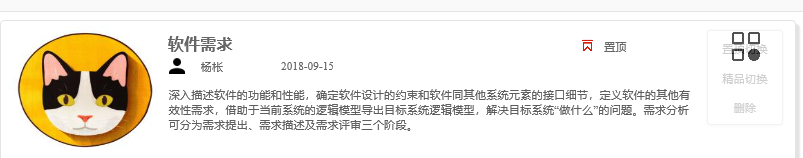 软件需求
置顶
杨枨
2018-09-15
深入描述软件的功能和性能，确定软件设计的约束和软件同其他系统元素的接口细节，定义软件的其他有
效性需求，借助于当前系统的逻辑模型导出目标系统逻辑模型，解决目标系统“做什么”的问题。需求分析
可分为需求提出、需求描述及需求评审三个阶段。
置顶切换
精品切换
删除